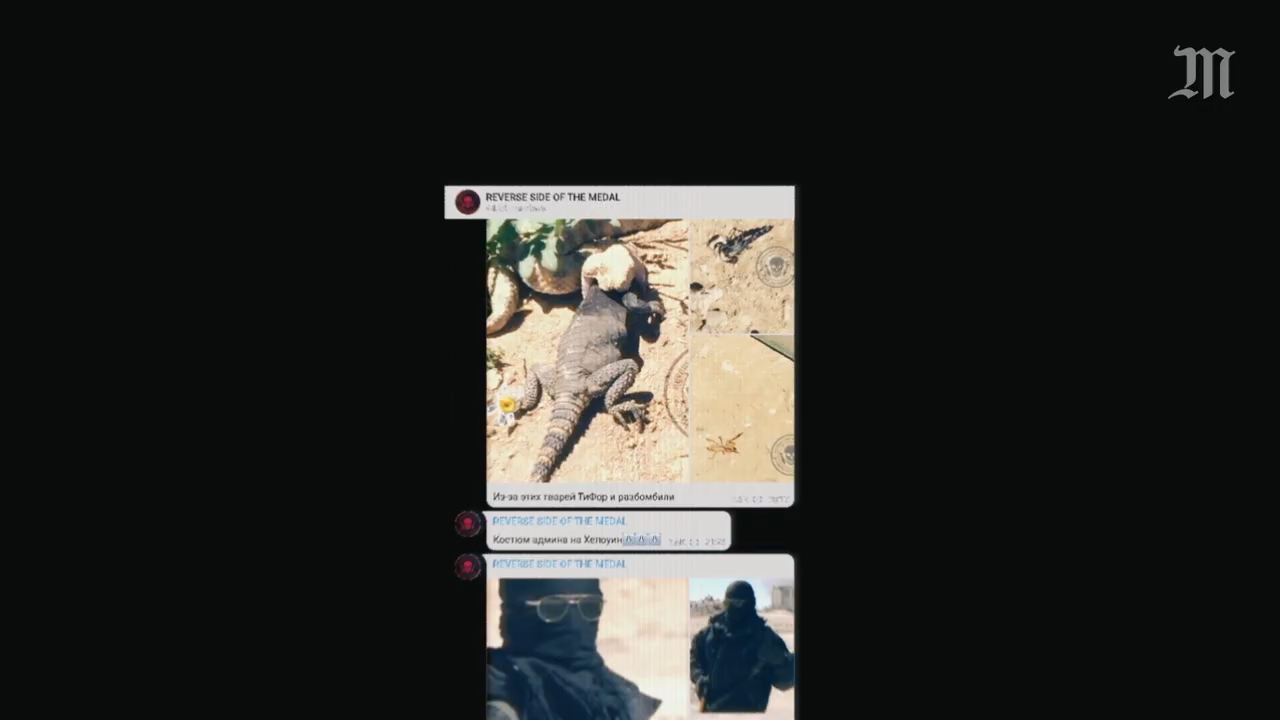 M
REVERSE SIDE OF THE MEDAL
Из-за этих тварей ТиФор и разбомбили
REVERSE SIDE OF THE MEDAL
Костюм админа на Хелоуин
REVERSE SIDE OF THE MEDAL